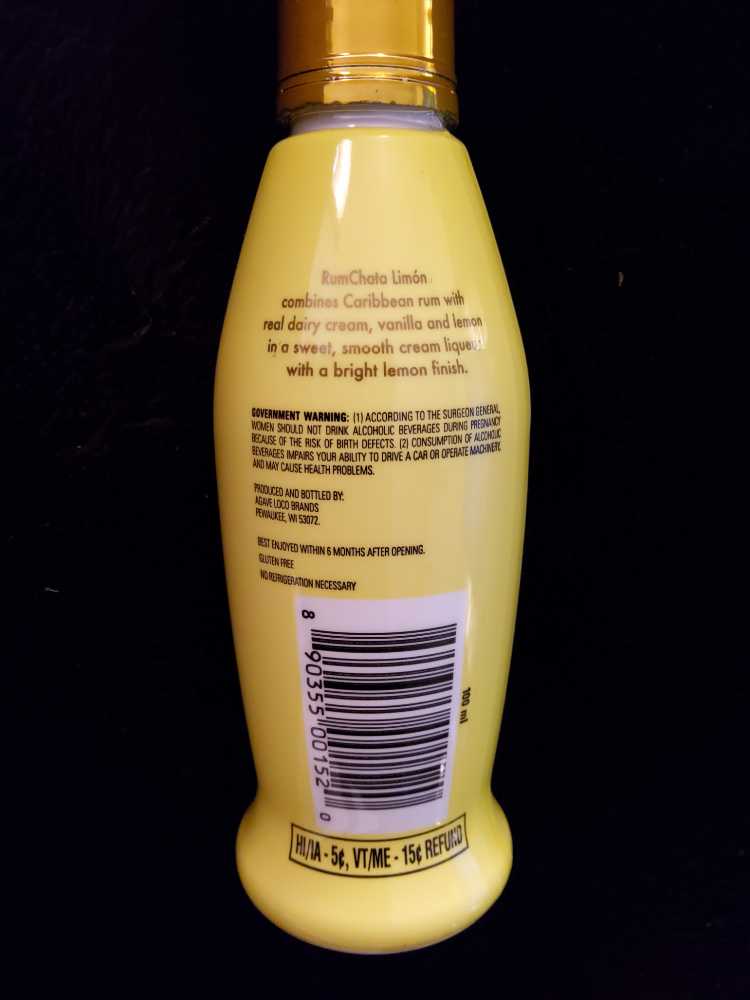 RumChata Limón
combines Caribbean rum with
real dairy cream, vanilla and lemon
in a sweet, smooth cream liqueur
with a bright lemon finish.
GOVERNMENT WARNING: (1) ACCORDING TO THE SURGEON GENERAL,
WOMEN SHOULD NOT DRINK ALCOHOLIC BEVERAGES DURING PREGNANCY
BECAUSE OF THE RISK OF BIRTH DEFECTS. (2) CONSUMPTION OF ALCOHOLIC
BEVERAGES IMPAIRS YOUR ABILITY TO DRIVE A CAR OR OPERATE MACHINERY,
AND MAY CAUSE HEALTH PROBLEMS.
PRODUCED AND BOTTLED BY:
AGAVE LOCO BRANDS
PEWAUKEE, WI 53072.
BEST ENJOYED WITHIN 6 MONTHS AFTER OPENING.
GLUTEN FREE
NO REFRIGERATION NECESSARY
8 90355 00152 0
100 ml
HI/IA - 5¢, VT/ME - 15¢ REFUND